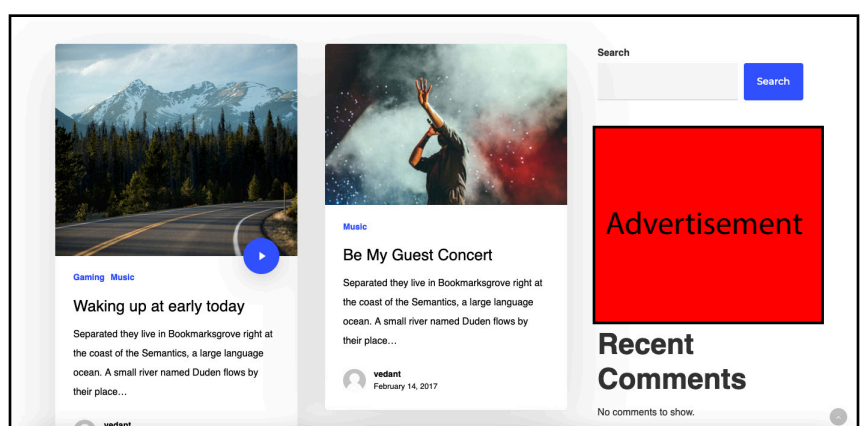 Gaming Music
Waking up at early today
Separated they live in Bookmarksgrove right at
the coast of the Semantics, a large language
ocean. A small river named Duden flows by
their place…
vedant
Music
Be My Guest Concert
Separated they live in Bookmarksgrove right at
the coast of the Semantics, a large language
ocean. A small river named Duden flows by
their place…
vedant
February 14, 2017
Search
Search
Advertisement
Recent
Comments
No comments to show.